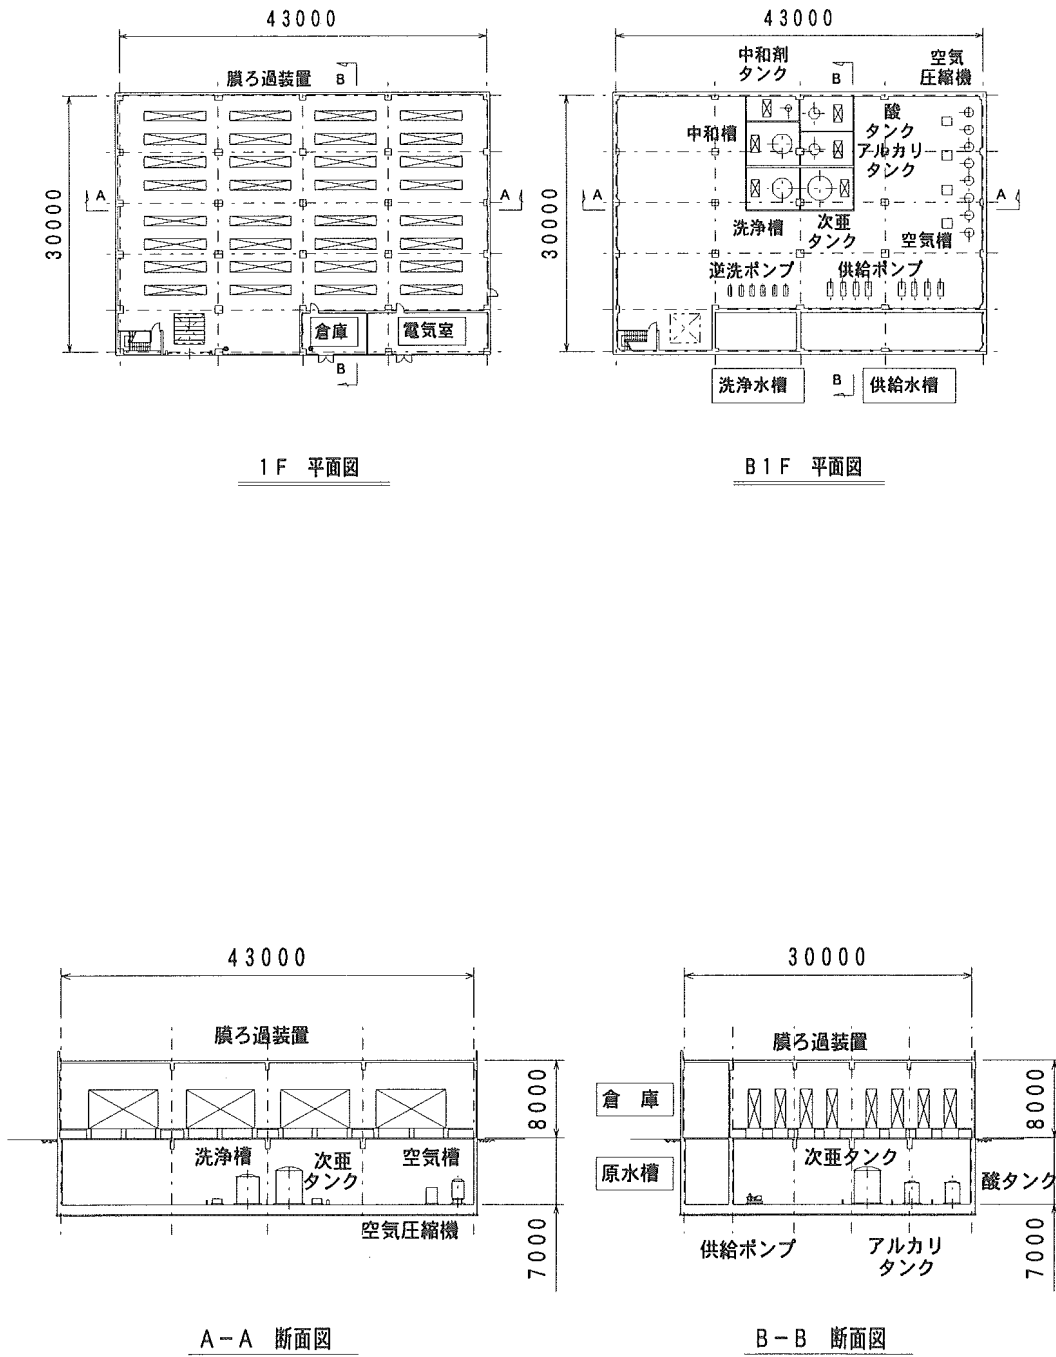 43000
膜ろ過装置
B
30000
A
A
倉庫
電気室
B
1F 平面図
43000
中和剤
タンク
空気
圧縮機
B
酸
タンク
中和槽
アルカリ
タンク
30000
A
A
洗浄槽
次亜
タンク
空気槽
逆洗ポンプ
供給ポンプ
洗浄水槽
B
供給水槽
B1F 平面図
43000
膜ろ過装置
8000
洗浄槽
次亜
タンク
空気槽
空気圧縮機
7000
A-A 断面図
30000
膜ろ過装置
倉 庫
8000
次亜タンク
原水槽
酸タンク
供給ポンプ
アルカリ
タンク
7000
B-B 断面図